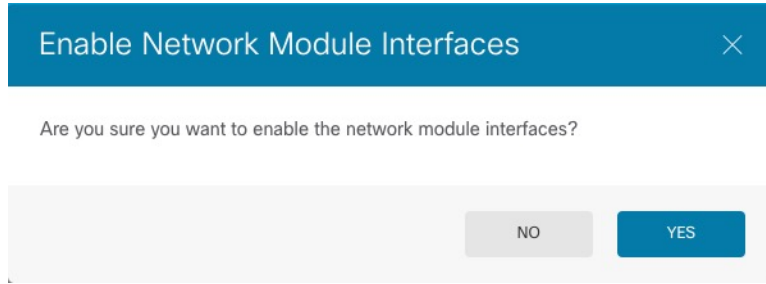 Enable Network Module Interfaces
Are you sure you want to enable the network module interfaces?
NO YES